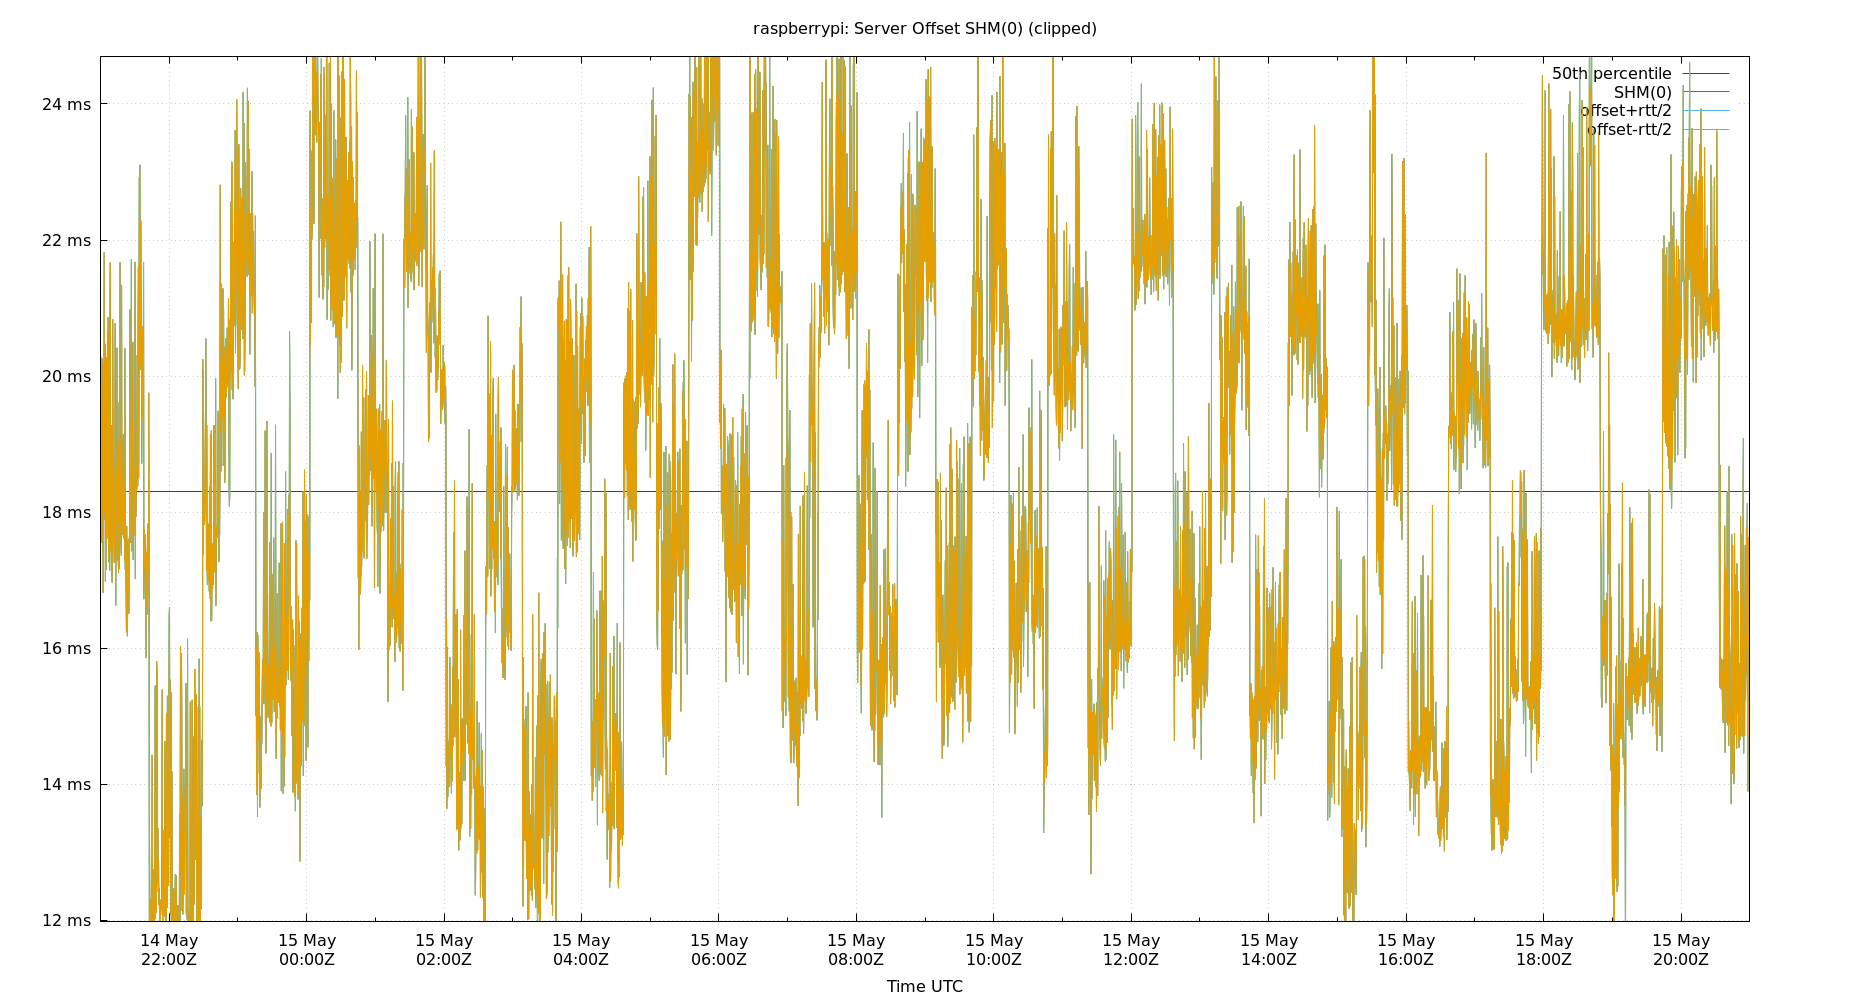 raspberrypi: Server Offset SHM(0) (clipped)
50th percentile
SHM(0)
offset+rtt/2
offset-rtt/2
24 ms
22 ms
20 ms
18 ms
16 ms
14 ms
12 ms
14 May 15 May 15 May 15 May 15 May 15 May 15 May 15 May 15 May 15 May 15 May 15 May
22:00Z 00:00Z 02:00Z 04:00Z 06:00Z 08:00Z 10:00Z 12:00Z 14:00Z 16:00Z 18:00Z 20:00Z
Time UTC